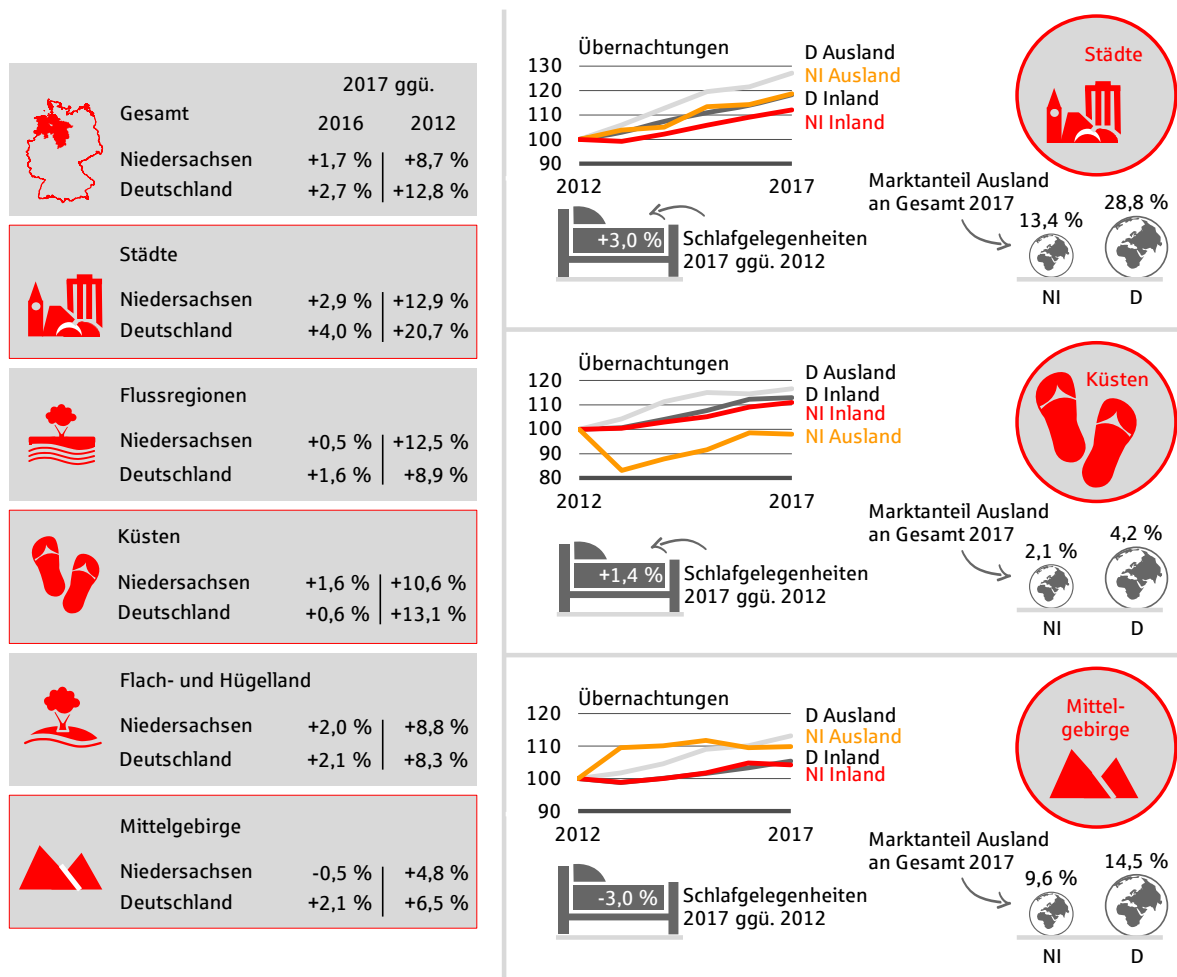 2017 ggü.
Gesamt
2016 2012
Niedersachsen +1,7 % +8,7 %
Deutschland +2,7 % +12,8 %
Städte
Niedersachsen +2,9 % +12,9 %
Deutschland +4,0 % +20,7 %
Flussregionen
Niedersachsen +0,5 % +12,5 %
Deutschland +1,6 % +8,9 %
Küsten
Niedersachsen +1,6 % +10,6 %
Deutschland +0,6 % +13,1 %
Flach- und Hügelland
Niedersachsen +2,0 % +8,8 %
Deutschland +2,1 % +8,3 %
Mittelgebirge
Niedersachsen -0,5 % +4,8 %
Deutschland +2,1 % +6,5 %
Übernachtungen
130
120
110
100
90
2012 2017
D Ausland
NI Ausland
D Inland
NI Inland
Städte
+3,0 %
Schlafgelegenheiten
2017 ggü. 2012
Marktanteil Ausland
an Gesamt 2017
13,4 %
28,8 %
NI D
Übernachtungen
120
110
100
90
80
2012 2017
D Ausland
D Inland
NI Inland
NI Ausland
Küsten
+1,4 %
Schlafgelegenheiten
2017 ggü. 2012
Marktanteil Ausland
an Gesamt 2017
2,1 %
4,2 %
NI D
Übernachtungen
120
110
100
90
2012 2017
D Ausland
NI Ausland
D Inland
NI Inland
Mittel-
gebirge
-3,0 %
Schlafgelegenheiten
2017 ggü. 2012
Marktanteil Ausland
an Gesamt 2017
9,6 %
14,5 %
NI D